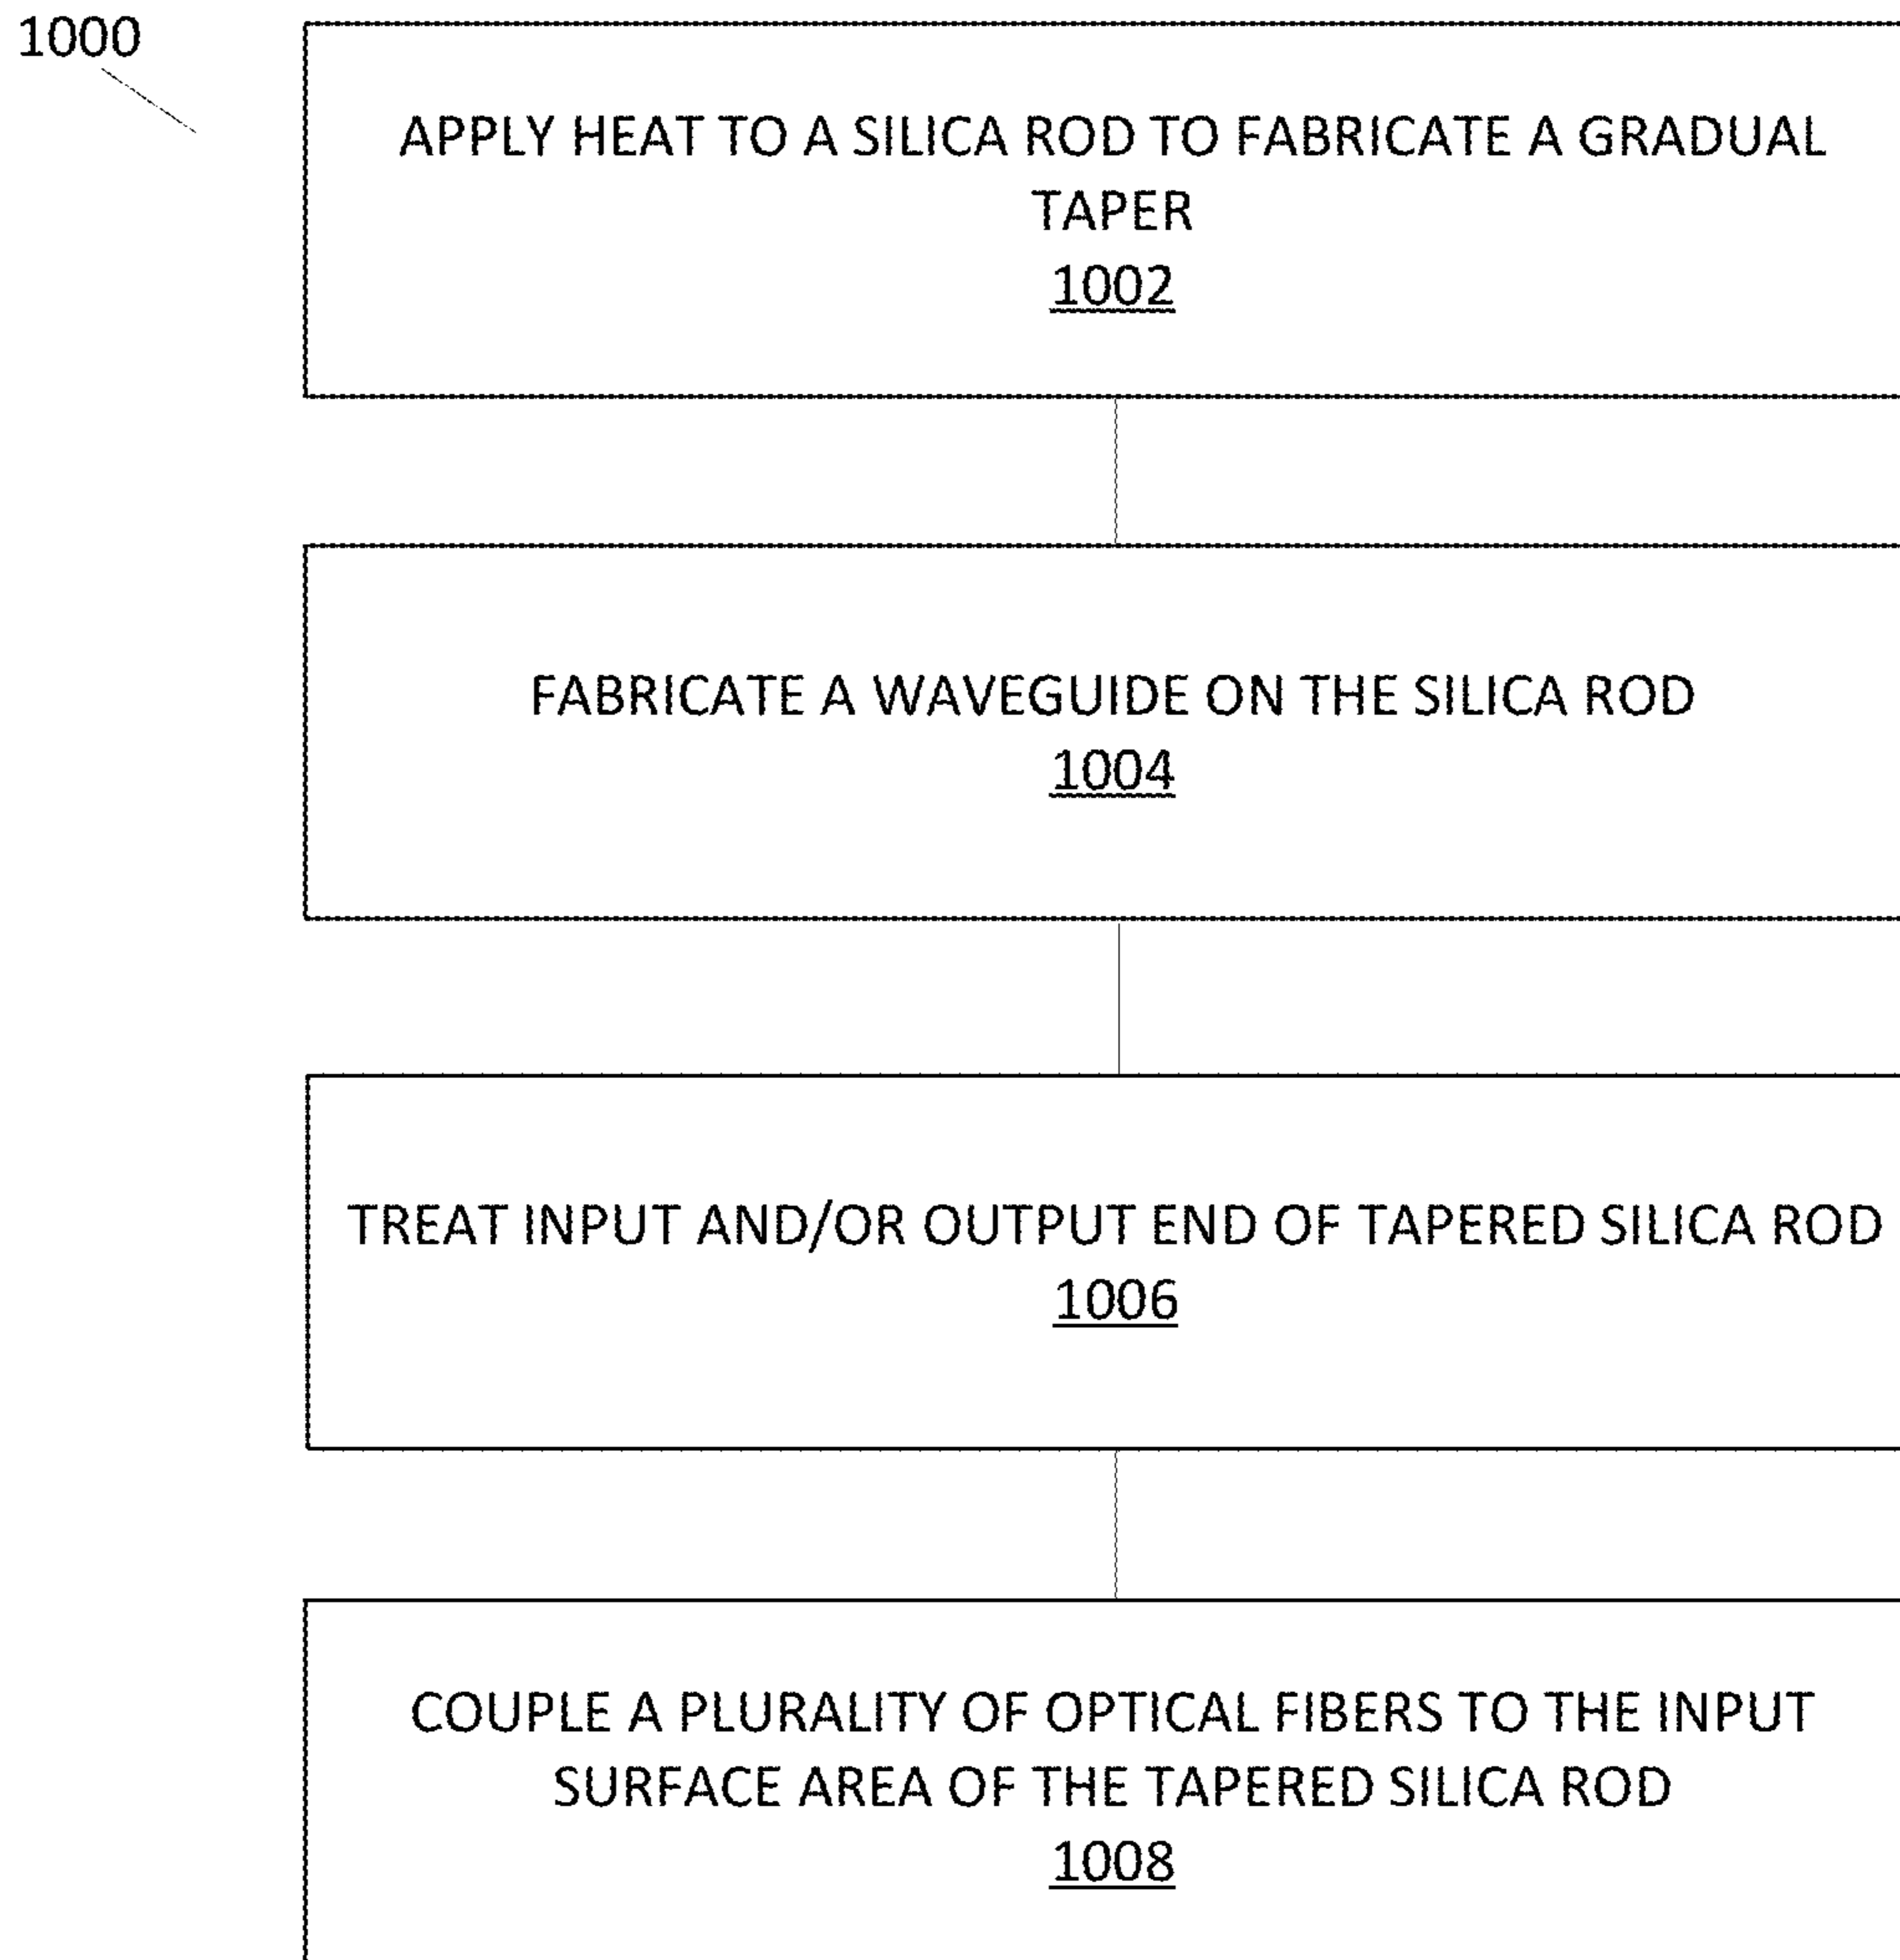 1000
APPLY HEAT TO A SILICA ROD TO FABRICATE A GRADUAL
TAPER
1002
FABRICATE A WAVEGUIDE ON THE SILICA ROD
1004
TREAT INPUT AND/OR OUTPUT END OF TAPERED SILICA ROD
1006
COUPLE A PLURALITY OF OPTICAL FIBERS TO THE INPUT
SURFACE AREA OF THE TAPERED SILICA ROD
1008